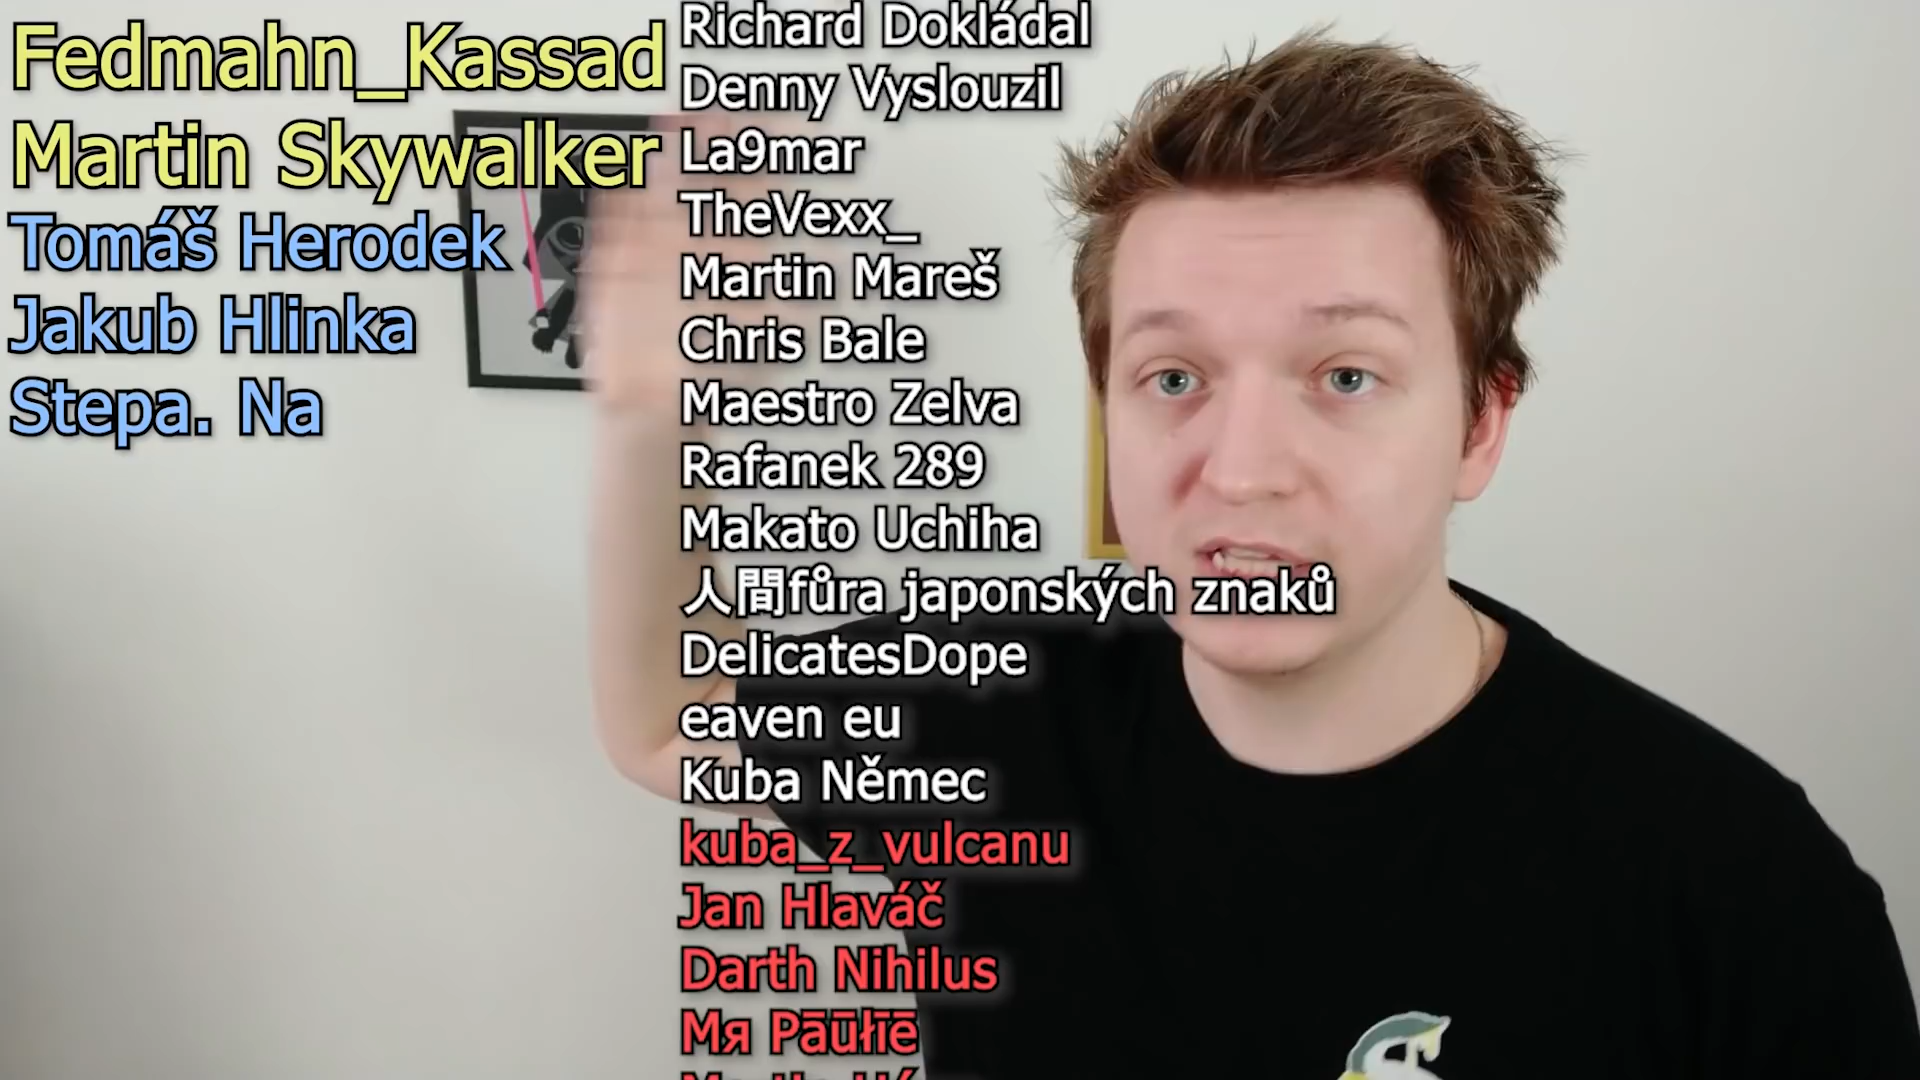 Fedmahn_Kassad
Martin Skywalker
Tomáš Herodek
Jakub Hlinka
Stepa. Na
Richard Dokládal
Denny Vyslouzil
La9mar
TheVexx_
Martin Mareš
Chris Bale
Maestro Zelva
Rafanek 289
Makato Uchiha
人間fůra japonských znaků
DelicatesDope
eaven eu
Kuba Němec
kuba_z_vulcanu
Jan Hlaváč
Darth Nihilus
Mя Pāūłīē